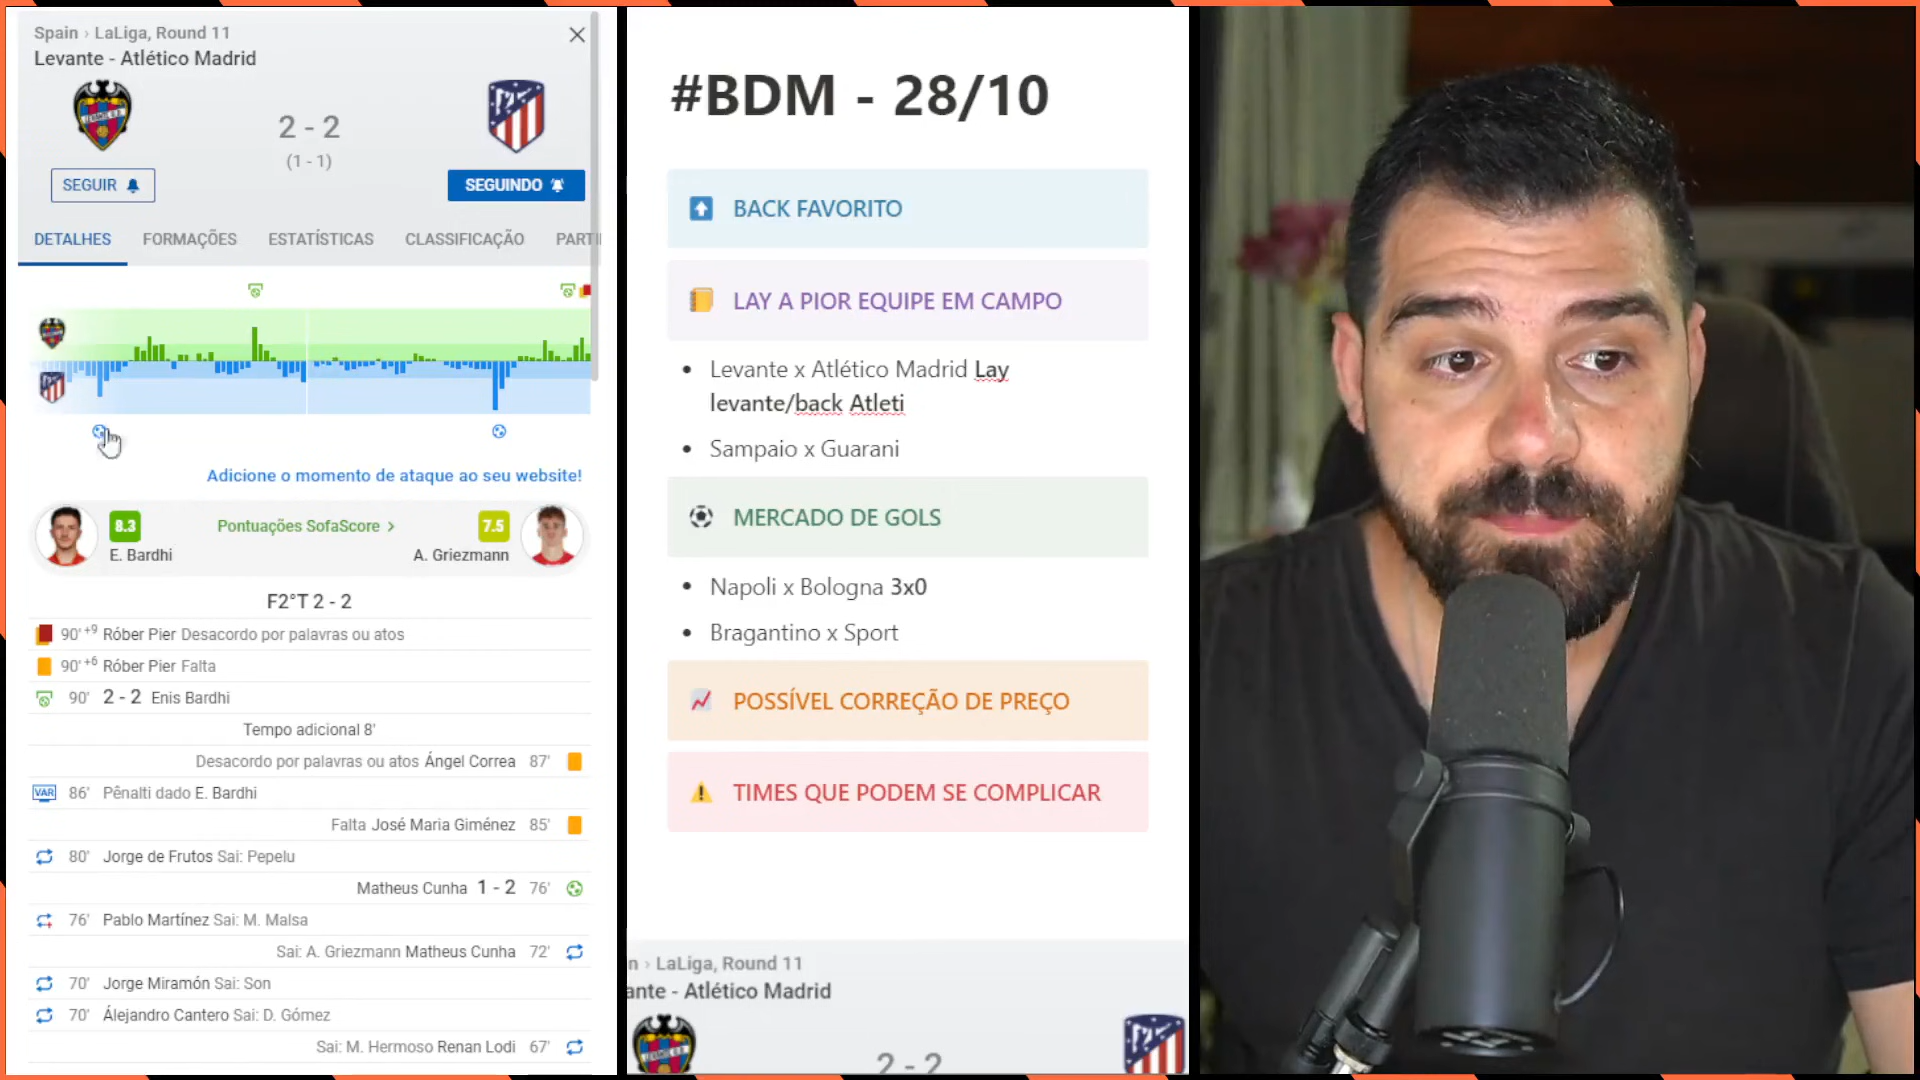 Spain › LaLiga, Round 11
Levante - Atlético Madrid
2 - 2
(1 - 1)
SEGUIR
SEGUINDO
DETALHES
FORMAÇÕES
ESTATÍSTICAS
CLASSIFICAÇÃO
PARTI
Adicione o momento de ataque ao seu website!
8.3
E. Bardhi
Pontuações SofaScore >
7.5
A. Griezmann
F2°T 2 - 2
90' +9 Róber Pier Desacordo por palavras ou atos
90' +6 Róber Pier Falta
90' 2 - 2 Enis Bardhi
Tempo adicional 8'
Desacordo por palavras ou atos Ángel Correa 87'
VAR 86' Pênalti dado E. Bardhi
Falta José Maria Giménez 85'
80' Jorge de Frutos Sai: Pepelu
Matheus Cunha 1 - 2 76'
76' Pablo Martínez Sai: M. Malsa
Sai: A. Griezmann Matheus Cunha 72'
70' Jorge Miramón Sai: Son
70' Álejandro Cantero Sai: D. Gómez
Sai: M. Hermoso Renan Lodi 67'
#BDM - 28/10
BACK FAVORITO
LAY A PIOR EQUIPE EM CAMPO
• Levante x Atlético Madrid Lay
levante/back Atleti
• Sampaio x Guarani
MERCADO DE GOLS
• Napoli x Bologna 3x0
• Bragantino x Sport
POSSÍVEL CORREÇÃO DE PREÇO
TIMES QUE PODEM SE COMPLICAR
n › LaLiga, Round 11
ante - Atlético Madrid
2 - 2